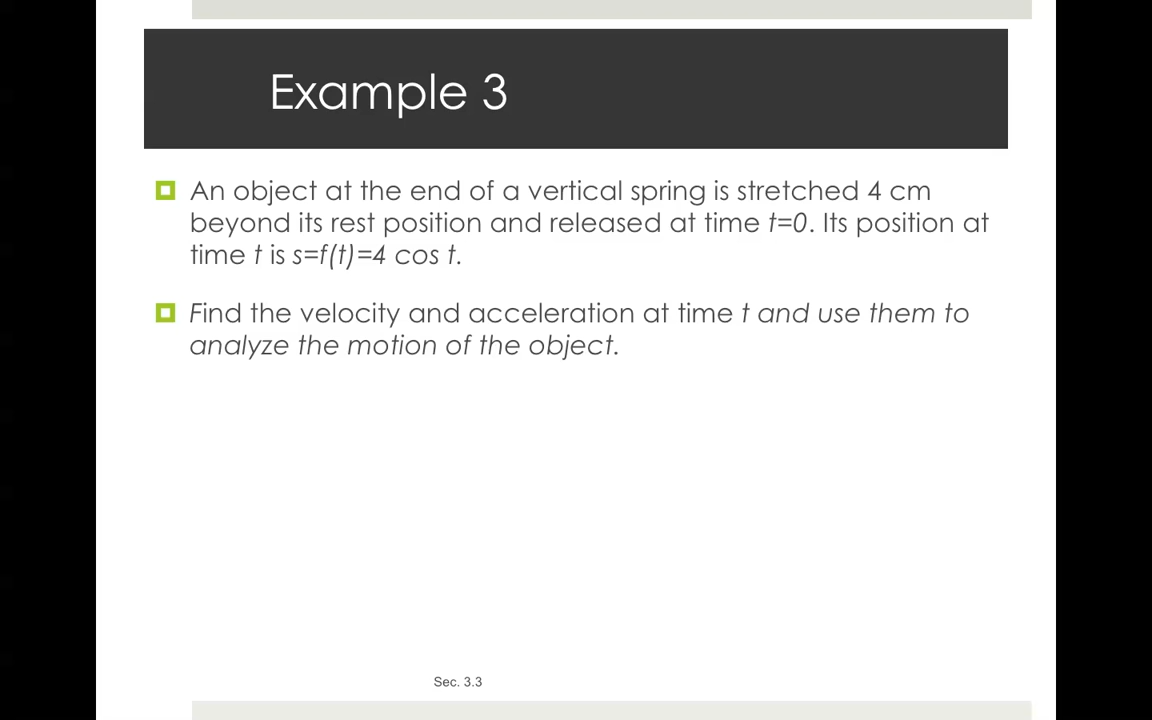 Example 3
An object at the end of a vertical spring is stretched 4 cm
beyond its rest position and released at time t=0. Its position at
time t is s=f(t)=4 cos t.
Find the velocity and acceleration at time t and use them to
analyze the motion of the object.
Sec. 3.3